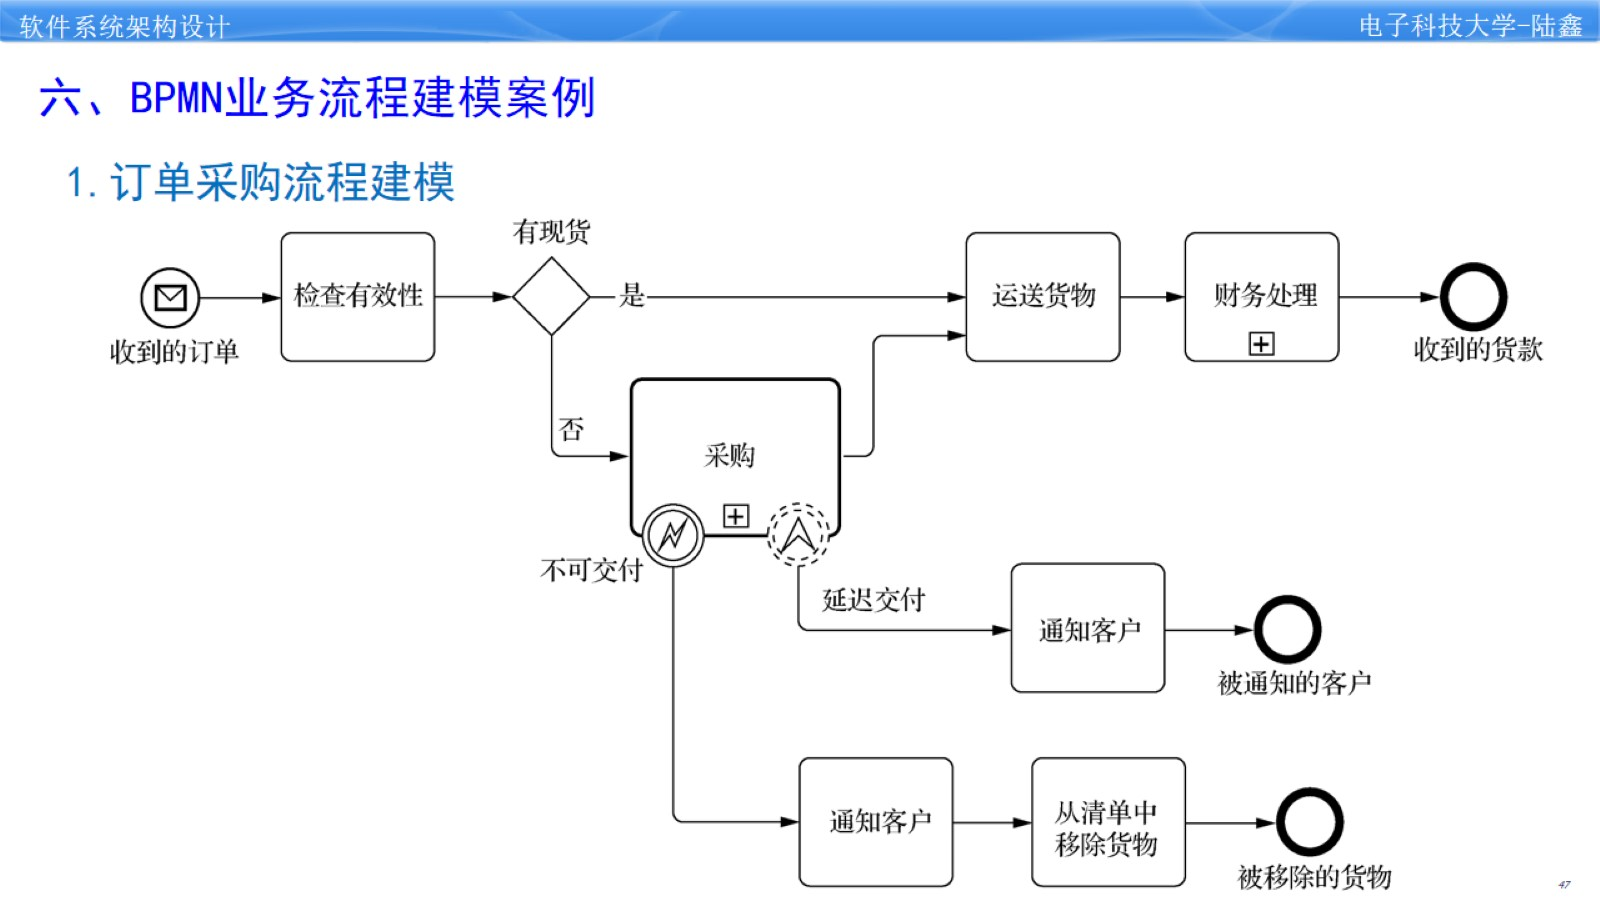 软件系统架构设计
电子科技大学-陆鑫
六、BPMN业务流程建模案例
1.订单采购流程建模
有现货
检查有效性
是
运送货物
财务处理
收到的订单
收到的货款
否
采购
不可交付
延迟交付
通知客户
被通知的客户
通知客户
从清单中
移除货物
被移除的货物
47